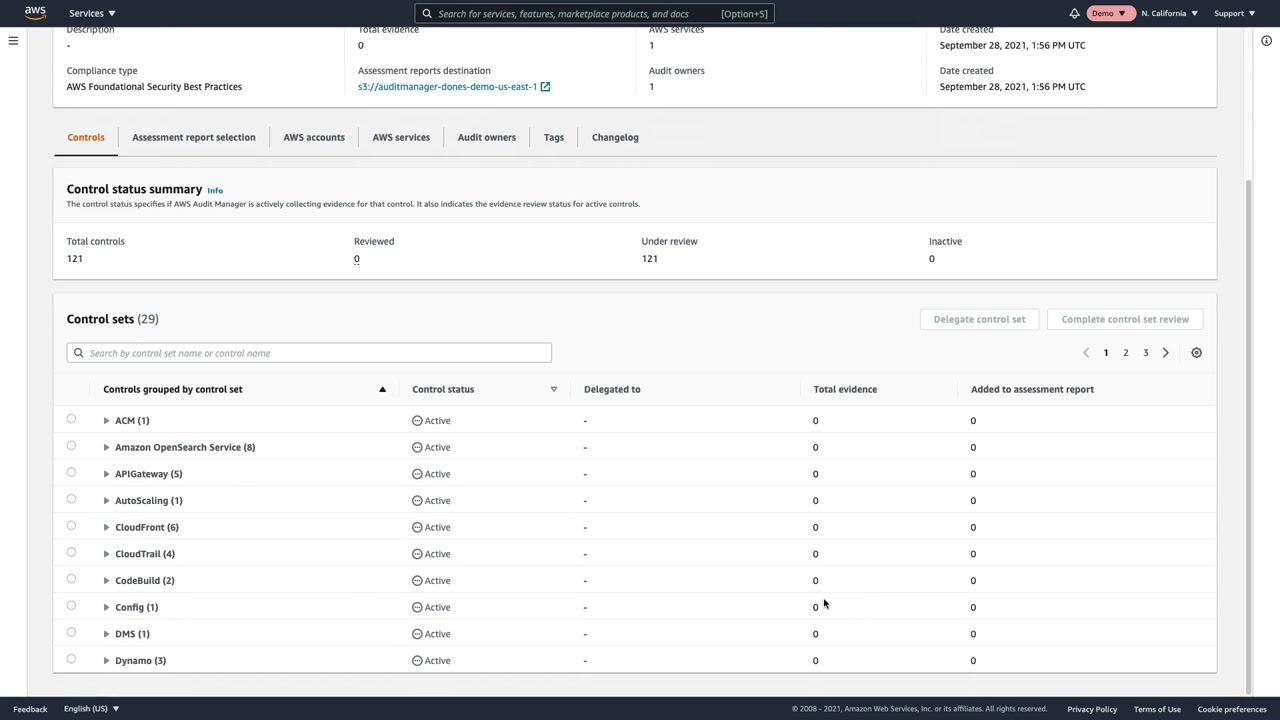 aws
Services
Search for services, features, marketplace products, and docs [Option+S]
Demo
N. California
Support
Description
-
Total evidence
0
AWS services
1
Date created
September 28, 2021, 1:56 PM UTC
Compliance type
AWS Foundational Security Best Practices
Assessment reports destination
s3://auditmanager-dones-demo-us-east-1
Audit owners
1
Date created
September 28, 2021, 1:56 PM UTC
Controls
Assessment report selection
AWS accounts
AWS services
Audit owners
Tags
Changelog
Control status summary Info
The control status specifies if AWS Audit Manager is actively collecting evidence for that control. It also indicates the evidence review status for active controls.
Total controls
121
Reviewed
0
Under review
121
Inactive
0
Control sets (29)
Delegate control set
Complete control set review
Search by control set name or control name
1 2 3
Controls grouped by control set Control status Delegated to Total evidence Added to assessment report
ACM (1) Active - 0 0
Amazon OpenSearch Service (8) Active - 0 0
APIGateway (5) Active - 0 0
AutoScaling (1) Active - 0 0
CloudFront (6) Active - 0 0
CloudTrail (4) Active - 0 0
CodeBuild (2) Active - 0 0
Config (1) Active - 0 0
DMS (1) Active - 0 0
Dynamo (3) Active - 0 0
Feedback English (US) © 2008 - 2021, Amazon Web Services, Inc. or its affiliates. All rights reserved. Privacy Policy Terms of Use Cookie preferences